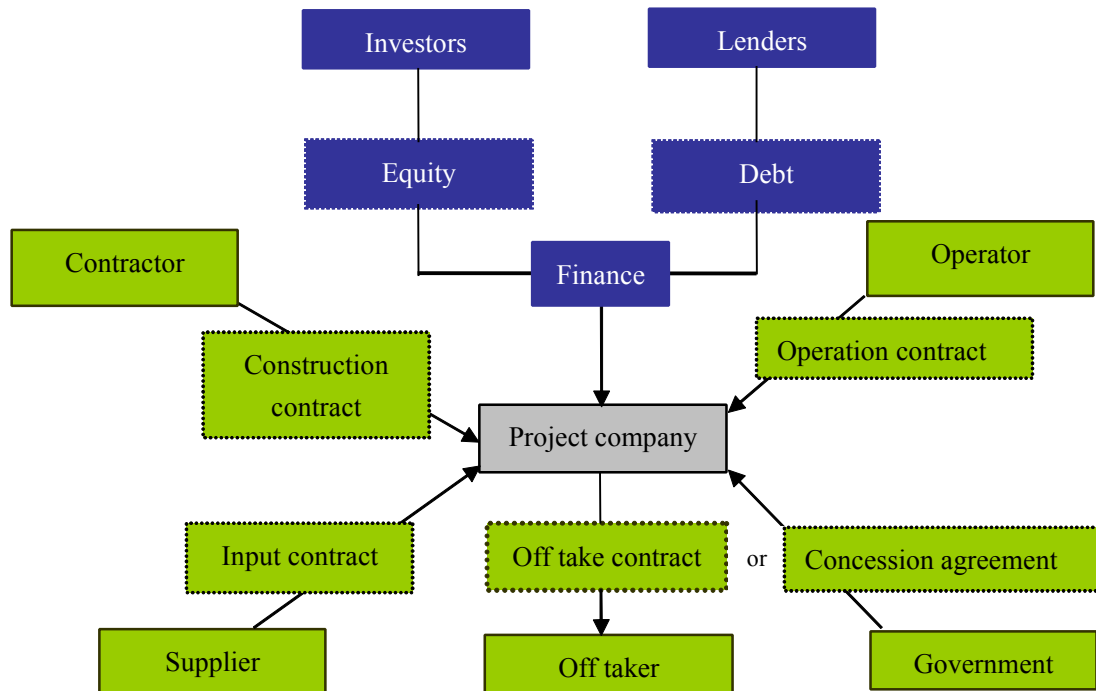 Investors
Lenders
Equity
Debt
Contractor
Finance
Operator
Construction
contract
Operation contract
Project company
Input contract
Off take contract
or
Concession agreement
Supplier
Off taker
Government